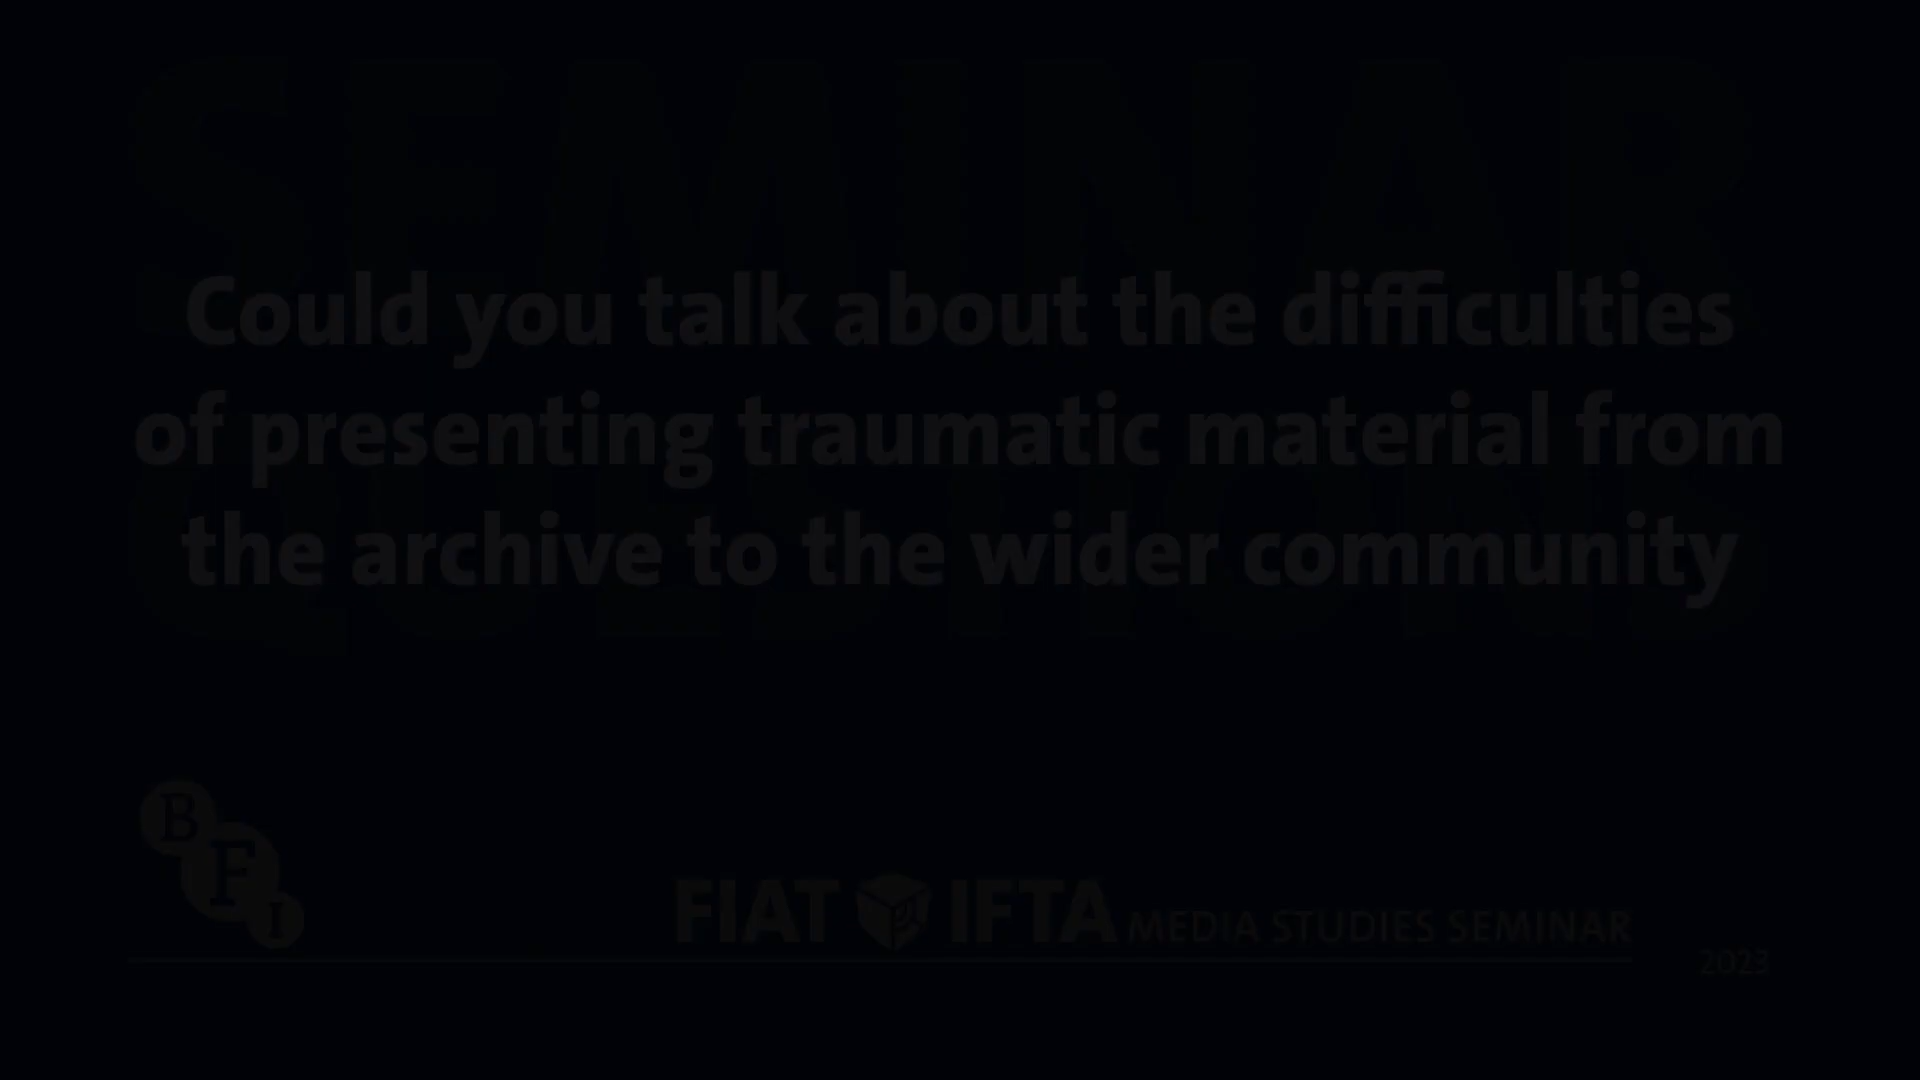 SEMINAR
QUESTIONS
Could you talk about the difficulties
of presenting traumatic material from
the archive to the wider community
BFI
FIAT IFTA MEDIA STUDIES SEMINAR
2023